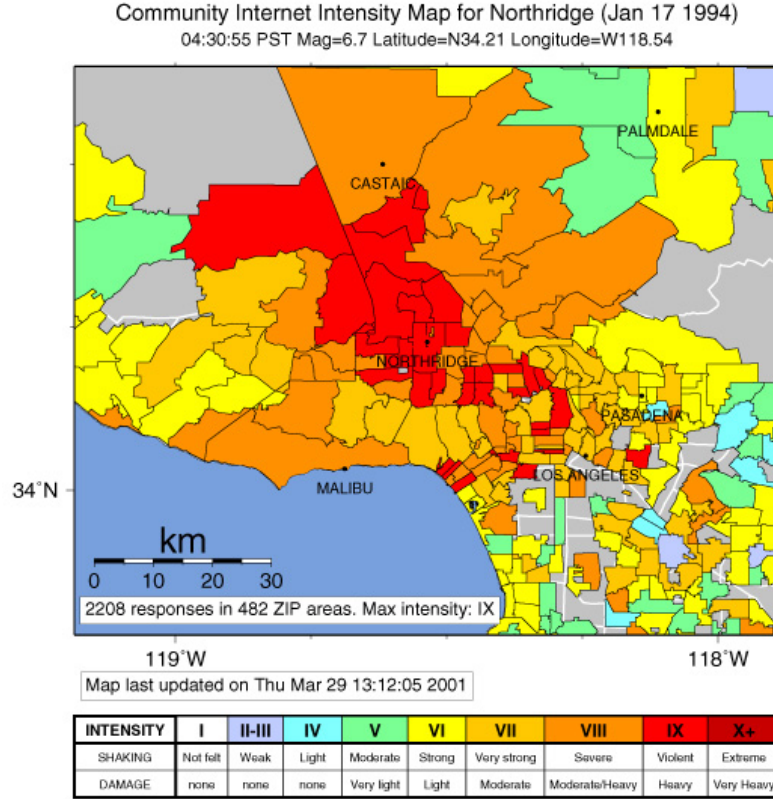 Community Internet Intensity Map for Northridge (Jan 17 1994)
04:30:55 PST Mag=6.7 Latitude=N34.21 Longitude=W118.54
PALMDALE
CASTAIC
NORTHRIDGE
PASADENA
LOS ANGELES
MALIBU
34°N
km
0 10 20 30
2208 responses in 482 ZIP areas. Max intensity: IX
119°W 118°W
Map last updated on Thu Mar 29 13:12:05 2001
INTENSITY I II-III IV V VI VII VIII IX X+
SHAKING Not felt Weak Light Moderate Strong Very strong Severe Violent Extreme
DAMAGE none none none Very light Light Moderate Moderate/Heavy Heavy Very Heavy